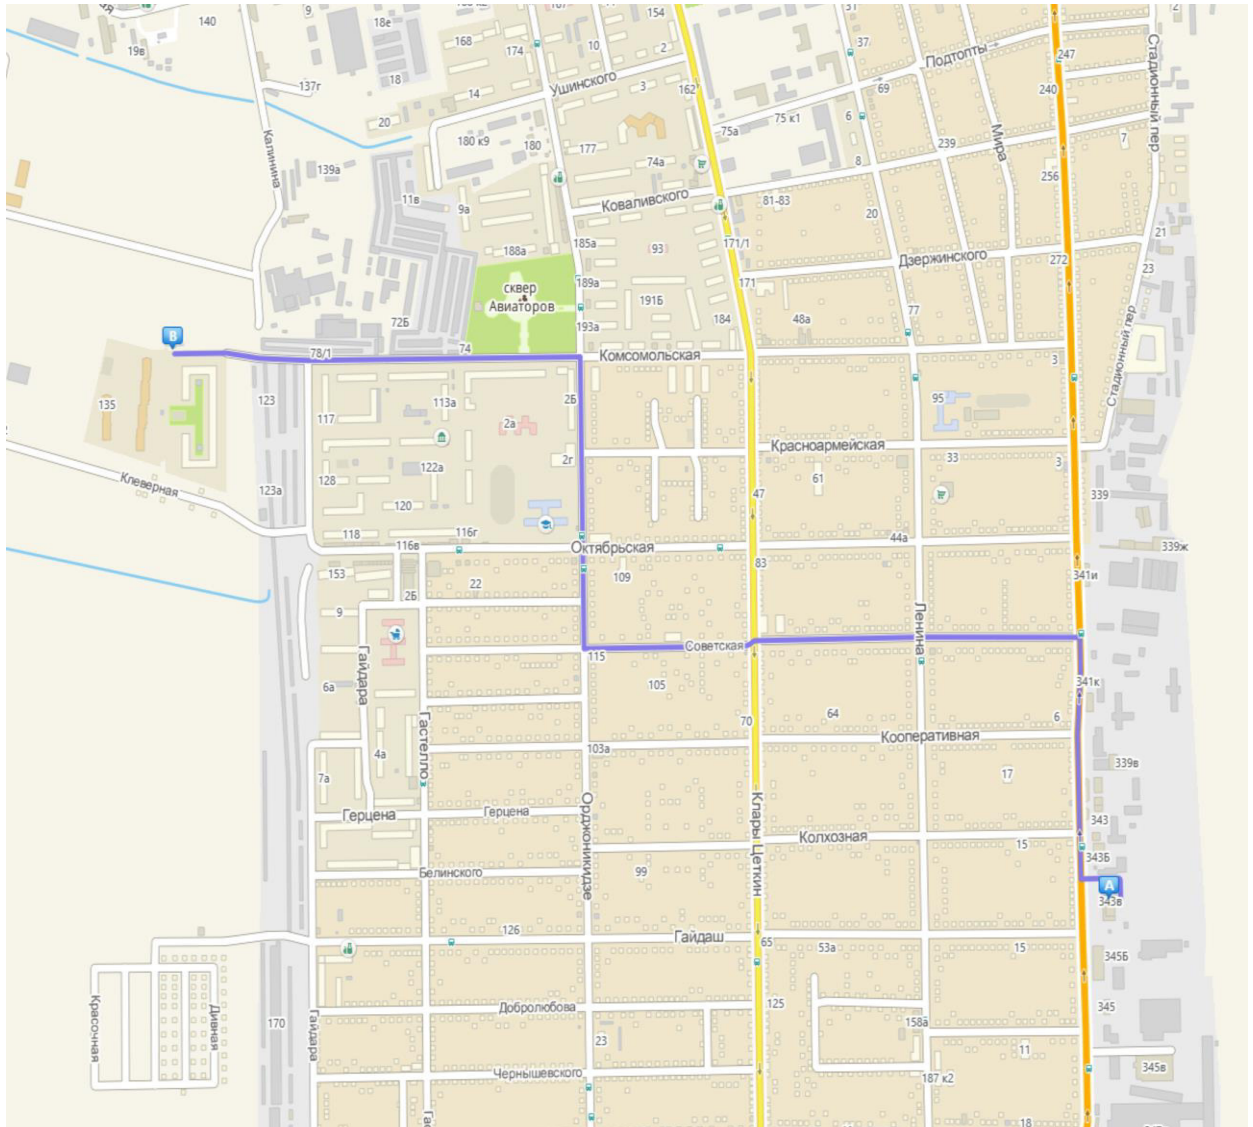 140
9
18е
168
174
10
154
2
31
37
Подтопты
247
2
19в
18
137г
14
Ушинского
3
162
69
240
Стадионный пер
20
180 к9
180
177
75а
75 к1
6
Мира
239
7
Калинина
139а
74а
8
256
11в
9а
Коваливского
81-83
20
188а
185а
93
171/1
Дзержинского
272
21
23
сквер
Авиаторов
189а
191Б
171
193а
184
48а
77
72Б
B
78/1
74
Комсомольская
3
Стадионный пер
135
123
117
113а
2Б
2а
95
122а
2г
Красноармейская
33
3
61
Клеверная
123а
128
120
47
339
118
116в
116г
Октябрьская
44а
339ж
153
22
109
83
341и
9
2Б
Ленина
Гайдара
115
Советская
6а
105
341к
Гастелло
70
64
6
4а
103а
Кооперативная
7а
17
339в
Герцена
Герцена
Орджоникидзе
Клары Цеткин
Колхозная
15
343
343Б
Белинского
99
A
343в
126
Гайдаш
65
53а
15
345Б
Красочная
Дивная
170
Гайдара
Добролюбова
125
345
158а
23
11
Чернышевского
187 к2
345в
18